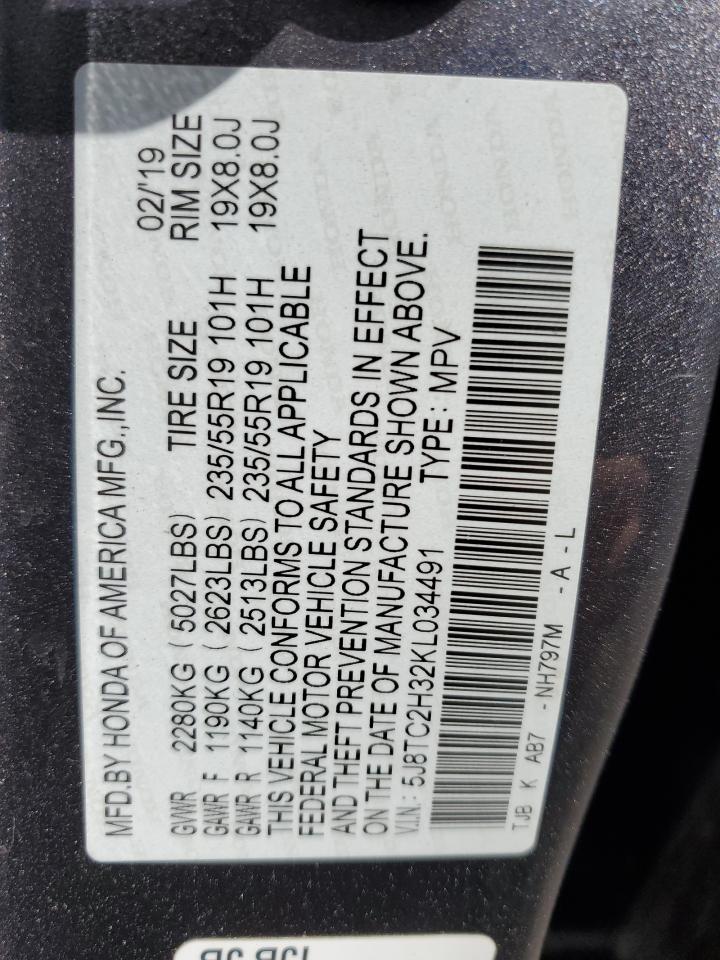 MFD.BY HONDA OF AMERICA MFG.,INC. 02/'19
GVWR 2280KG (5027LBS) TIRE SIZE RIM SIZE
GAWR F 1190KG (2623LBS) 235/55R19 101H 19X8.0J
GAWR R 1140KG (2513LBS) 235/55R19 101H 19X8.0J
THIS VEHICLE CONFORMS TO ALL APPLICABLE
FEDERAL MOTOR VEHICLE SAFETY
AND THEFT PREVENTION STANDARDS IN EFFECT
ON THE DATE OF MANUFACTURE SHOWN ABOVE.
V.I.N.: 5J8TC2H32KL034491 TYPE: MPV
TJB K AB7 -NH797M -A-L